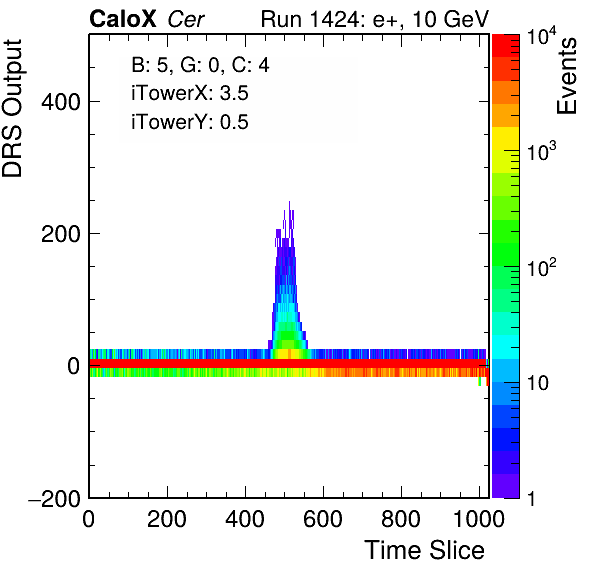 CaloX Cer Run 1424: e+, 10 GeV
B: 5, G: 0, C: 4
iTowerX: 3.5
iTowerY: 0.5
DRS Output
400
200
0
−200
0 200 400 600 800 1000
Time Slice
Events
10⁴
10³
10²
10
1